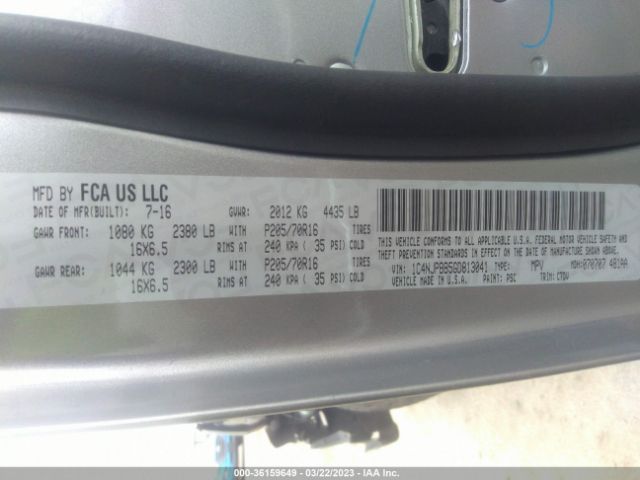 MFD BY FCA US LLC
DATE OF MFR(BUILT): 7-16 GVWR: 2012 KG 4435 LB
GAWR FRONT: 1080 KG 2380 LB WITH P205/70R16 TIRES
16X6.5 RIMS AT 240 KPA ( 35 PSI) COLD
GAWR REAR: 1044 KG 2300 LB WITH P205/70R16 TIRES
16X6.5 RIMS AT 240 KPA ( 35 PSI) COLD
THIS VEHICLE CONFORMS TO ALL APPLICABLE U.S.A. FEDERAL MOTOR VEHICLE SAFETY AND
THEFT PREVENTION STANDARDS IN EFFECT ON THE DATE OF MANUFACTURE SHOWN ABOVE.
VIN: 1C4NJPBB5GD813041 TYPE: MPV MDH:070707 481AA
VEHICLE MADE IN U.S.A. PAINT: PSC TRIM:
000-36159649 - 03/22/2023 - IAA Inc.